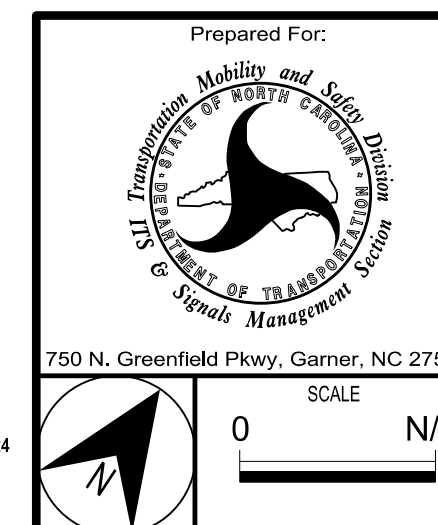 Prepared For:
Transportation Mobility and Safety Division
STATE OF NORTH CAROLINA
DEPARTMENT OF TRANSPORTATION
ITS & Signals Management Section
750 N. Greenfield Pkwy, Garner, NC 275
SCALE
0 N/
24
N